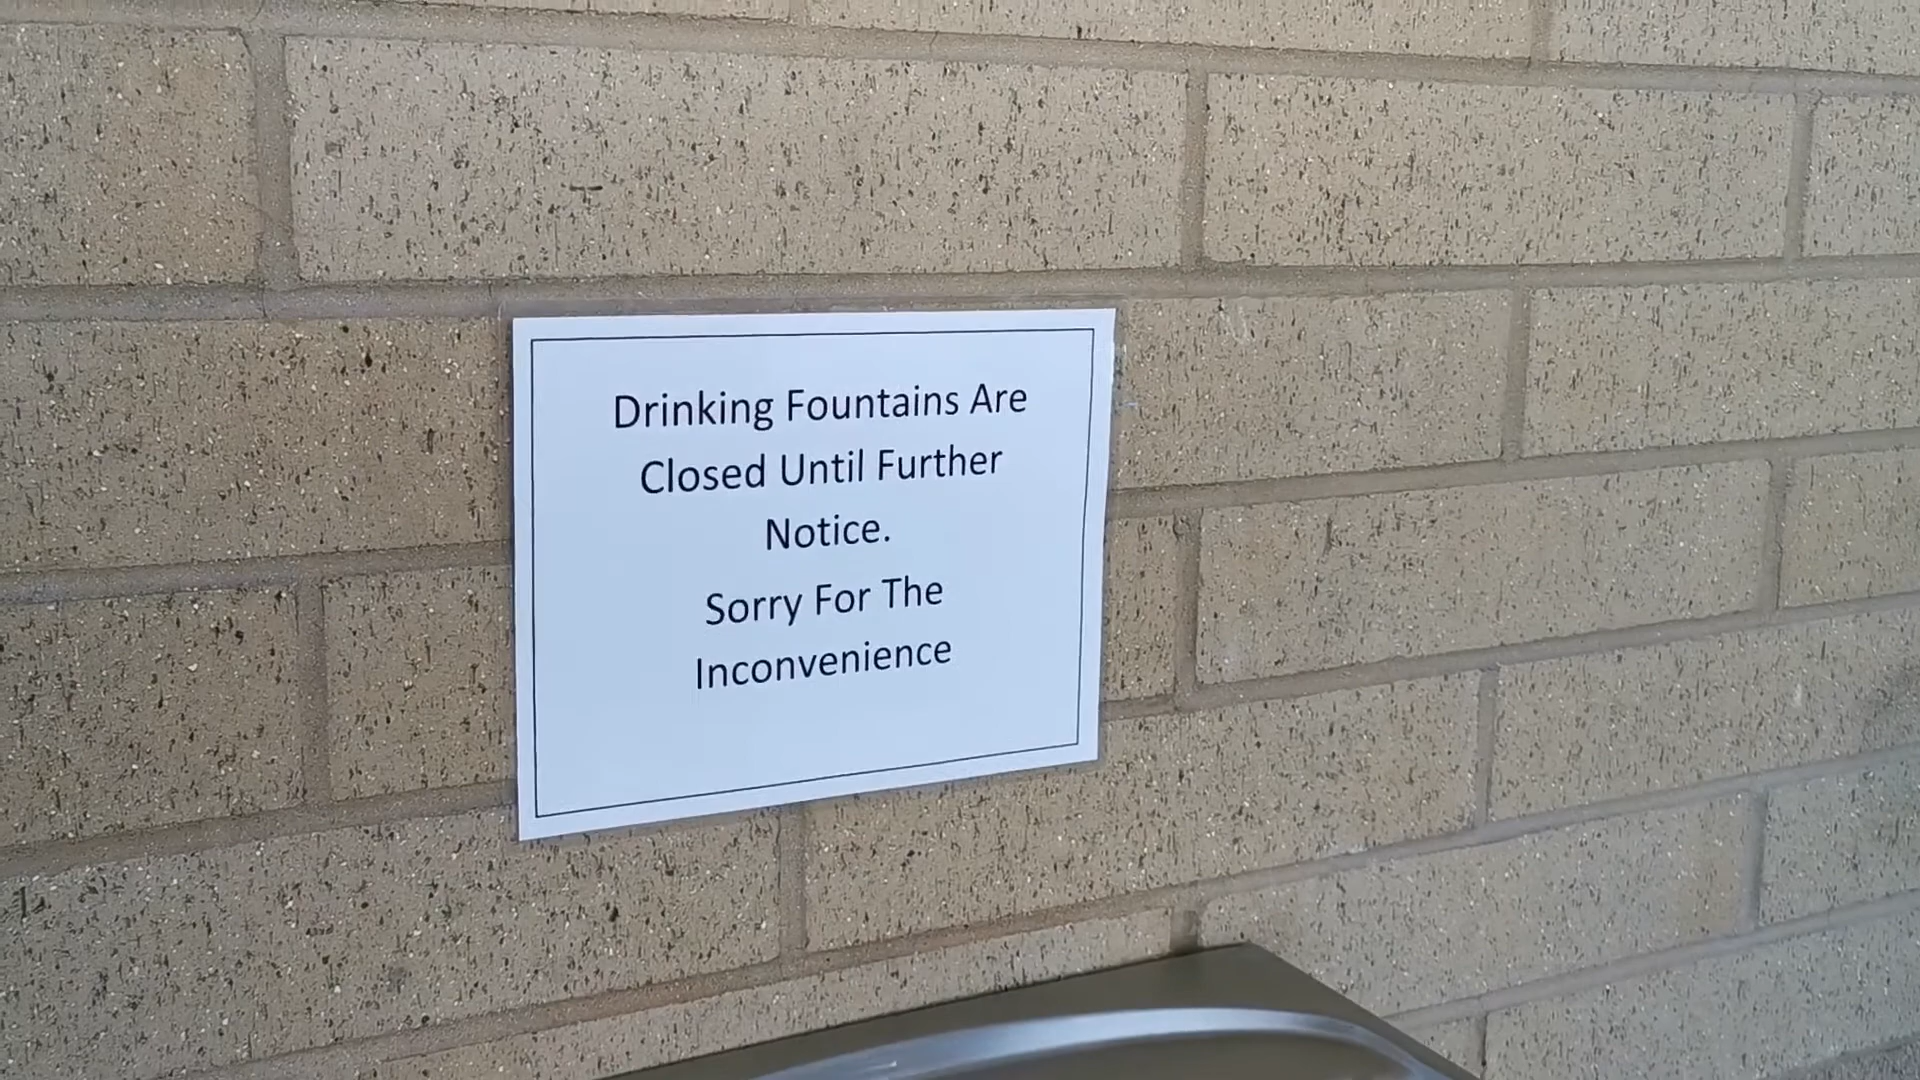 Drinking Fountains Are
Closed Until Further
Notice.
Sorry For The
Inconvenience